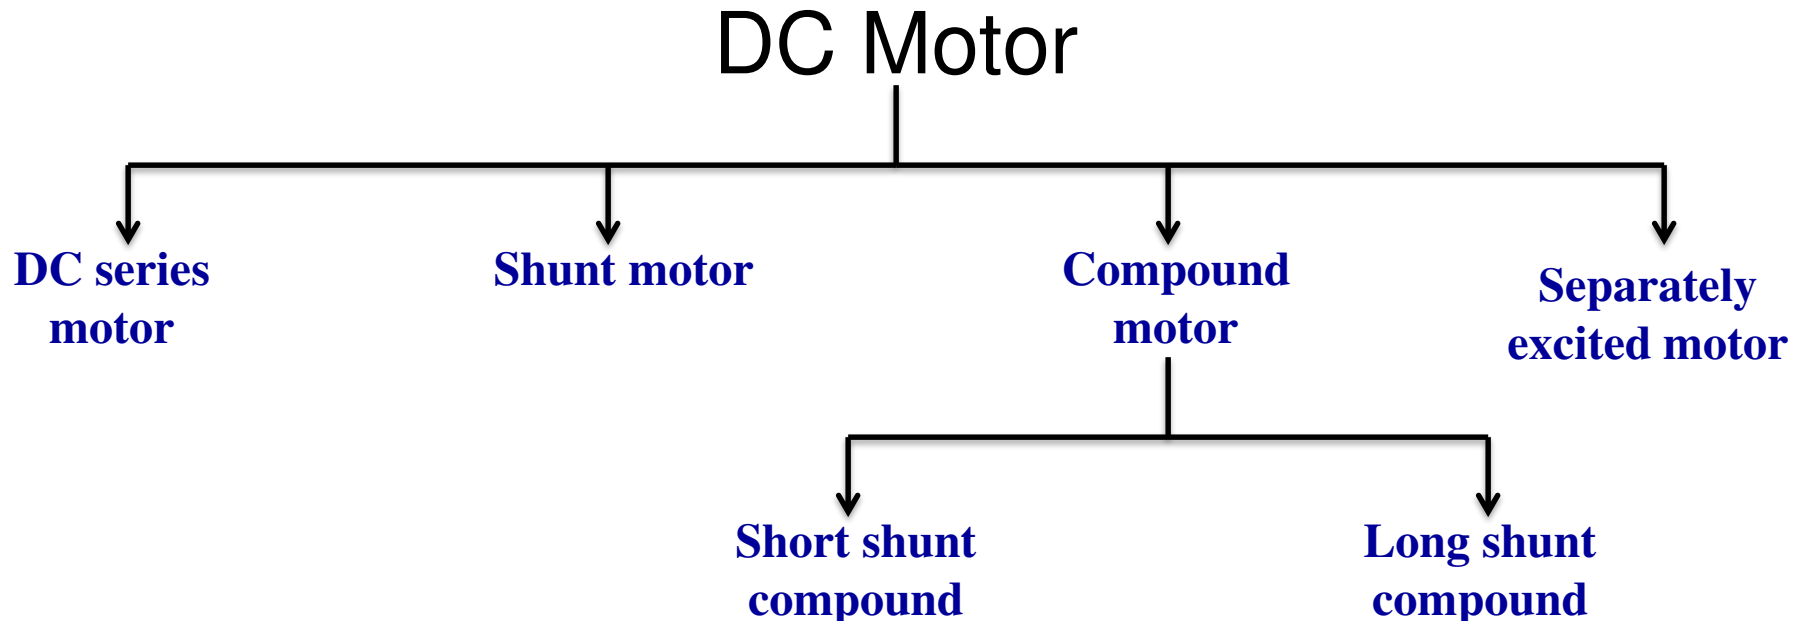 DC Motor
DC series
motor
Shunt motor
Compound
motor
Separately
excited motor
Short shunt
compound
Long shunt
compound